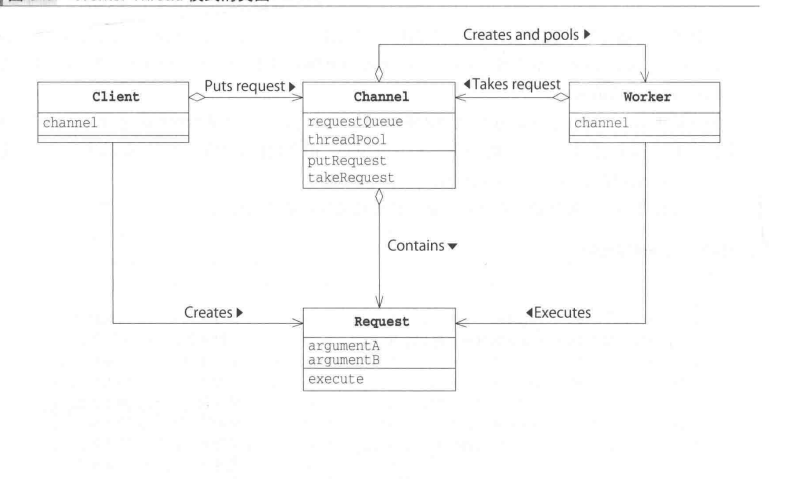 Creates and pools ▶
Client
channel
Puts request ▶
Channel
requestQueue
threadPool
putRequest
takeRequest
◀Takes request
Worker
channel
Contains ▼
Creates ▶
Request
argumentA
argumentB
execute
◀Executes